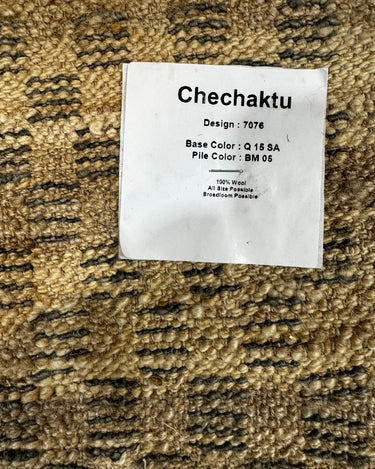 Chechaktu
Design : 7076
Base Color : Q 15 SA
Pile Color : BM 05
100% Wool
All Size Possible
Broadloom Possible